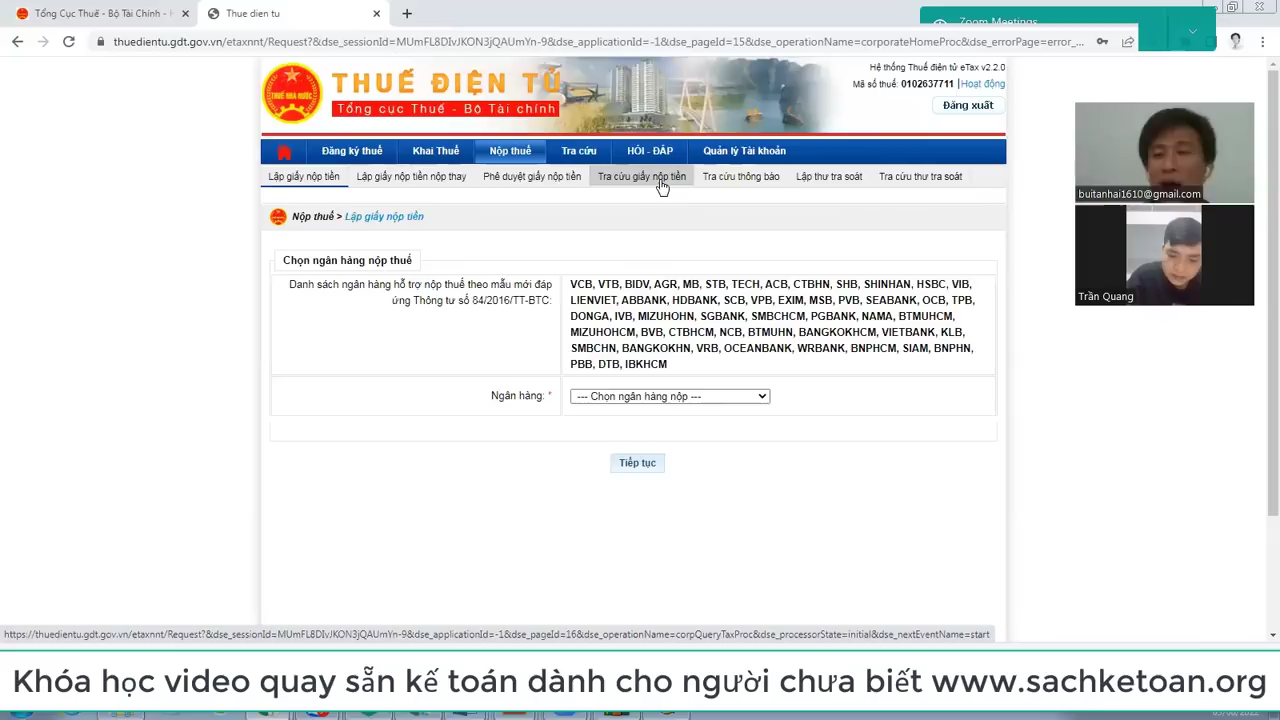 Tổng Cục Thuế - Bộ Tài Chính - H
Thue dien tu
Zoom Meetings
thuedientu.gdt.gov.vn/etaxnnt/Request?&dse_sessionId=MUmFL8DIvJKON3jQAUmYn-9&dse_applicationId=-1&dse_pageId=15&dse_operationName=corporateHomeProc&dse_errorPage=error_...
THUẾ NHÀ NƯỚC
THUẾ ĐIỆN TỬ
Tổng cục Thuế - Bộ Tài chính
Hệ thống Thuế điện tử eTax v2.2.0
Mã số thuế: 0102637711 |Hoạt động
Đăng xuất
Đăng ký thuế Khai Thuế Nộp thuế Tra cứu HỎI - ĐÁP Quản lý Tài khoản
Lập giấy nộp tiền Lập giấy nộp tiền nộp thay Phê duyệt giấy nộp tiền Tra cứu giấy nộp tiền Tra cứu thông báo Lập thư tra soát Tra cứu thư tra soát
Nộp thuế > Lập giấy nộp tiền
Chọn ngân hàng nộp thuế
Danh sách ngân hàng hỗ trợ nộp thuế theo mẫu mới đáp
ứng Thông tư số 84/2016/TT-BTC:
VCB, VTB, BIDV, AGR, MB, STB, TECH, ACB, CTBHN, SHB, SHINHAN, HSBC, VIB,
LIENVIET, ABBANK, HDBANK, SCB, VPB, EXIM, MSB, PVB, SEABANK, OCB, TPB,
DONGA, IVB, MIZUHOHN, SGBANK, SMBCHCM, PGBANK, NAMA, BTMUHCM,
MIZUHOHCM, BVB, CTBHCM, NCB, BTMUHN, BANGKOKHCM, VIETBANK, KLB,
SMBCHN, BANGKOKHN, VRB, OCEANBANK, WRBANK, BNPHCM, SIAM, BNPHN,
PBB, DTB, IBKHCM
Ngân hàng: *
--- Chọn ngân hàng nộp ---
Tiếp tục
buitanhai1610@gmail.com
Trần Quang
https://thuedientu.gdt.gov.vn/etaxnnt/Request?&dse_sessionId=MUmFL8DIvJKON3jQAUmYn-9&dse_applicationId=-1&dse_pageId=16&dse_operationName=corpQueryTaxProc&dse_processorState=initial&dse_nextEventName=start
Khóa học video quay sẵn kế toán dành cho người chưa biết www.sachketoan.org